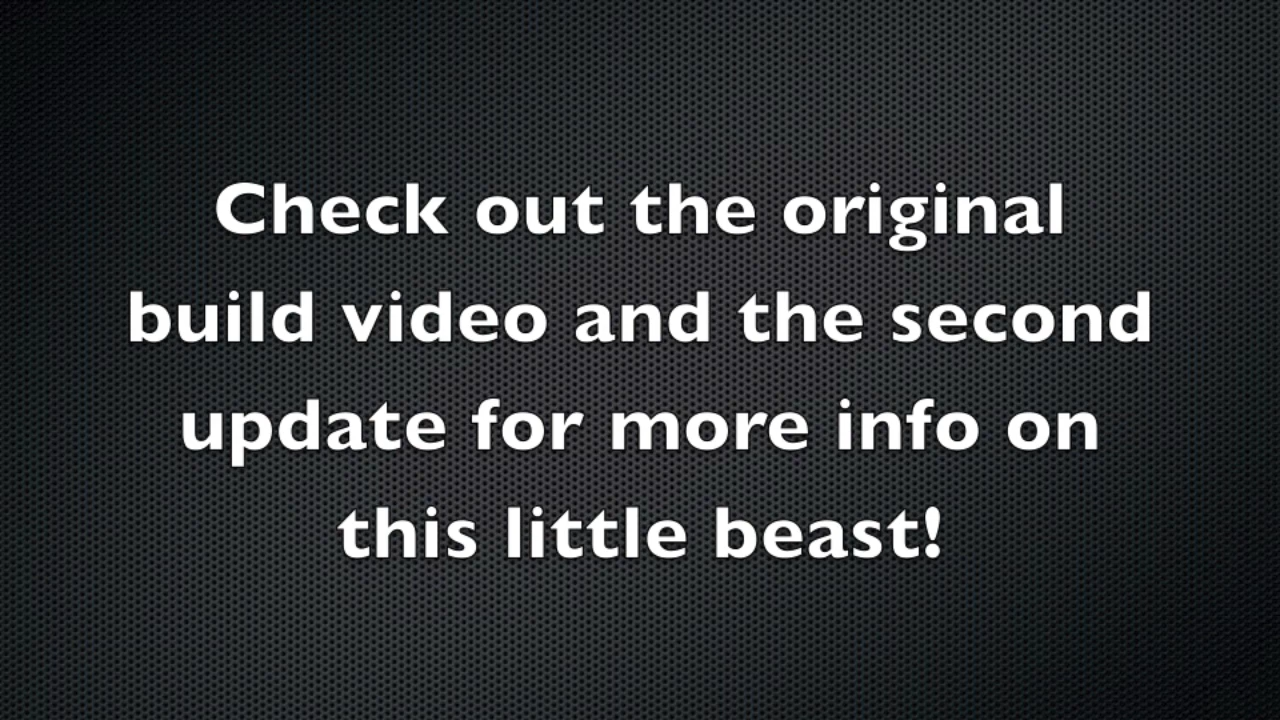 Check out the original
build video and the second
update for more info on
this little beast!